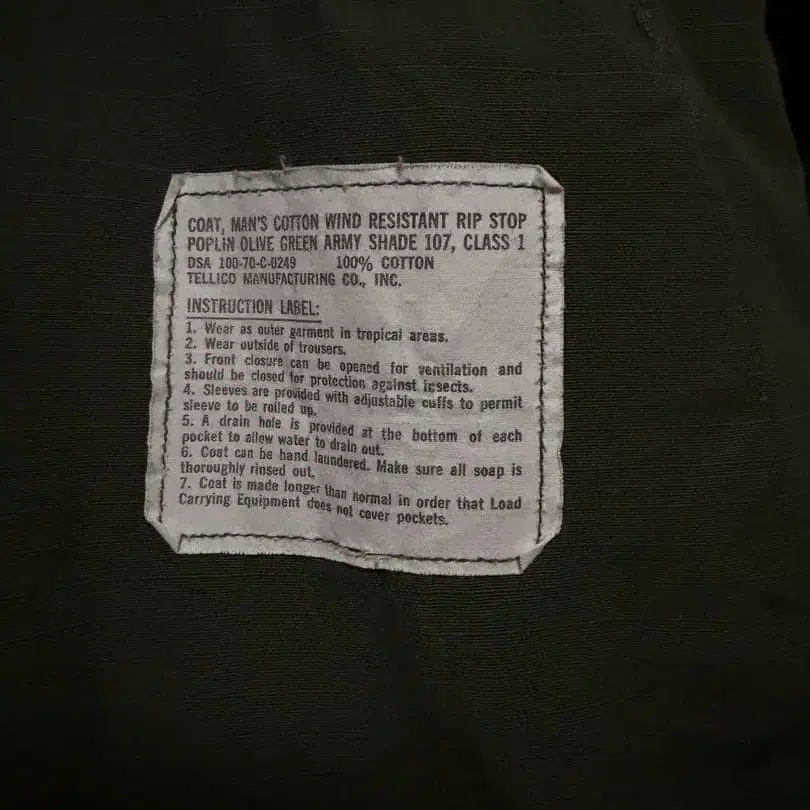 COAT, MAN'S COTTON WIND RESISTANT RIP STOP
POPLIN OLIVE GREEN ARMY SHADE 107, CLASS 1
DSA 100-70-C-0249 100% COTTON
TELLICO MANUFACTURING CO., INC.
INSTRUCTION LABEL:
1. Wear as outer garment in tropical areas.
2. Wear outside of trousers.
3. Front closure can be opened for ventilation and
should be closed for protection against insects.
4. Sleeves are provided with adjustable cuffs to permit
sleeve to be rolled up.
5. A drain hole is provided at the bottom of each
pocket to allow water to drain out.
6. Coat can be hand laundered. Make sure all soap is
thoroughly rinsed out.
7. Coat is made longer than normal in order that Load
Carrying Equipment does not cover pockets.